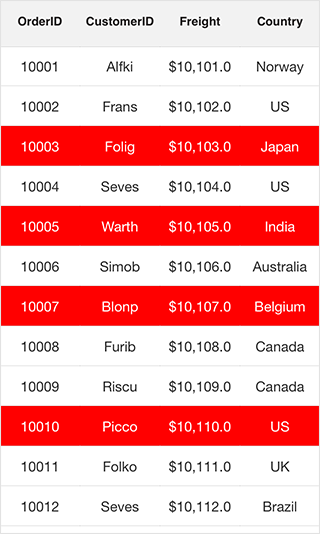 OrderID CustomerID Freight Country
10001 Alfki $10,101.0 Norway
10002 Frans $10,102.0 US
10003 Folig $10,103.0 Japan
10004 Seves $10,104.0 US
10005 Warth $10,105.0 India
10006 Simob $10,106.0 Australia
10007 Blonp $10,107.0 Belgium
10008 Furib $10,108.0 Canada
10009 Riscu $10,109.0 Canada
10010 Picco $10,110.0 US
10011 Folko $10,111.0 UK
10012 Seves $10,112.0 Brazil